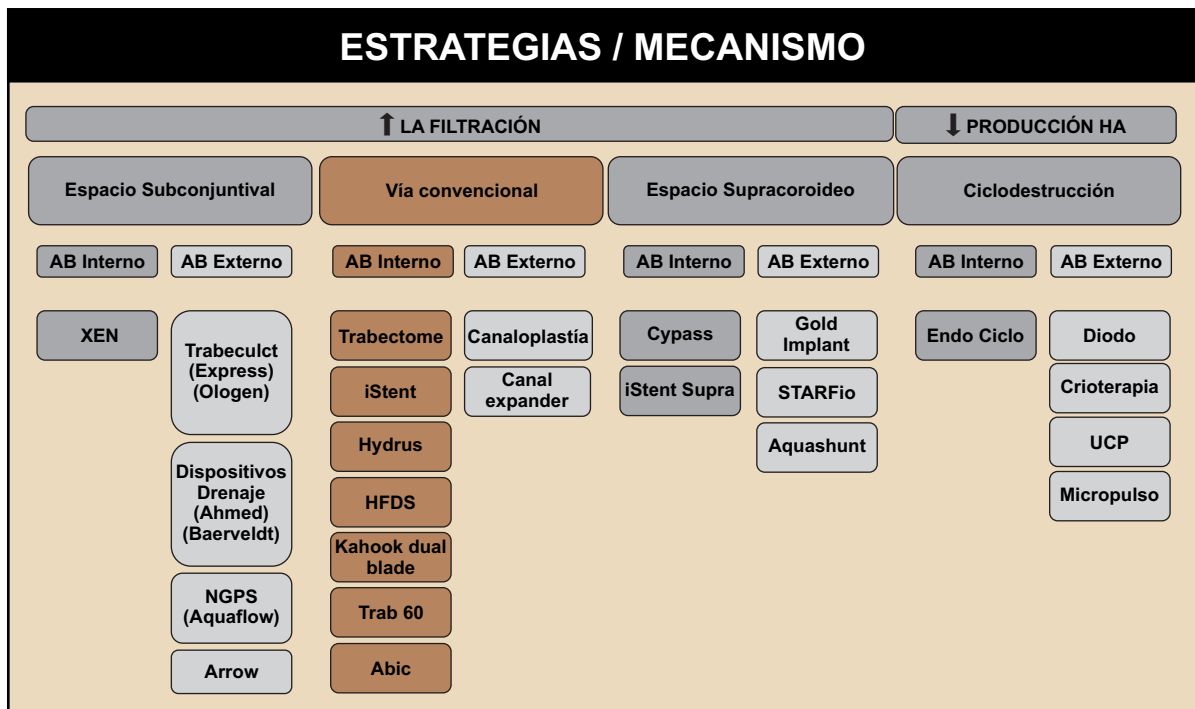 ESTRATEGIAS / MECANISMO
↑ LA FILTRACIÓN
↓ PRODUCCIÓN HA
Espacio Subconjuntival
Vía convencional
Espacio Supracoroideo
Ciclodestrucción
AB Interno
AB Externo
AB Interno
AB Externo
AB Interno
AB Externo
AB Interno
AB Externo
XEN
Trabeculct
(Express)
(Ologen)
Dispositivos
Drenaje
(Ahmed)
(Baerveldt)
NGPS
(Aquaflow)
Arrow
Trabectome
iStent
Hydrus
HFDS
Kahook dual
blade
Trab 60
Abic
Canaloplastía
Canal
expander
Cypass
iStent Supra
Gold
Implant
STARFio
Aquashunt
Endo Ciclo
Diodo
Crioterapia
UCP
Micropulso